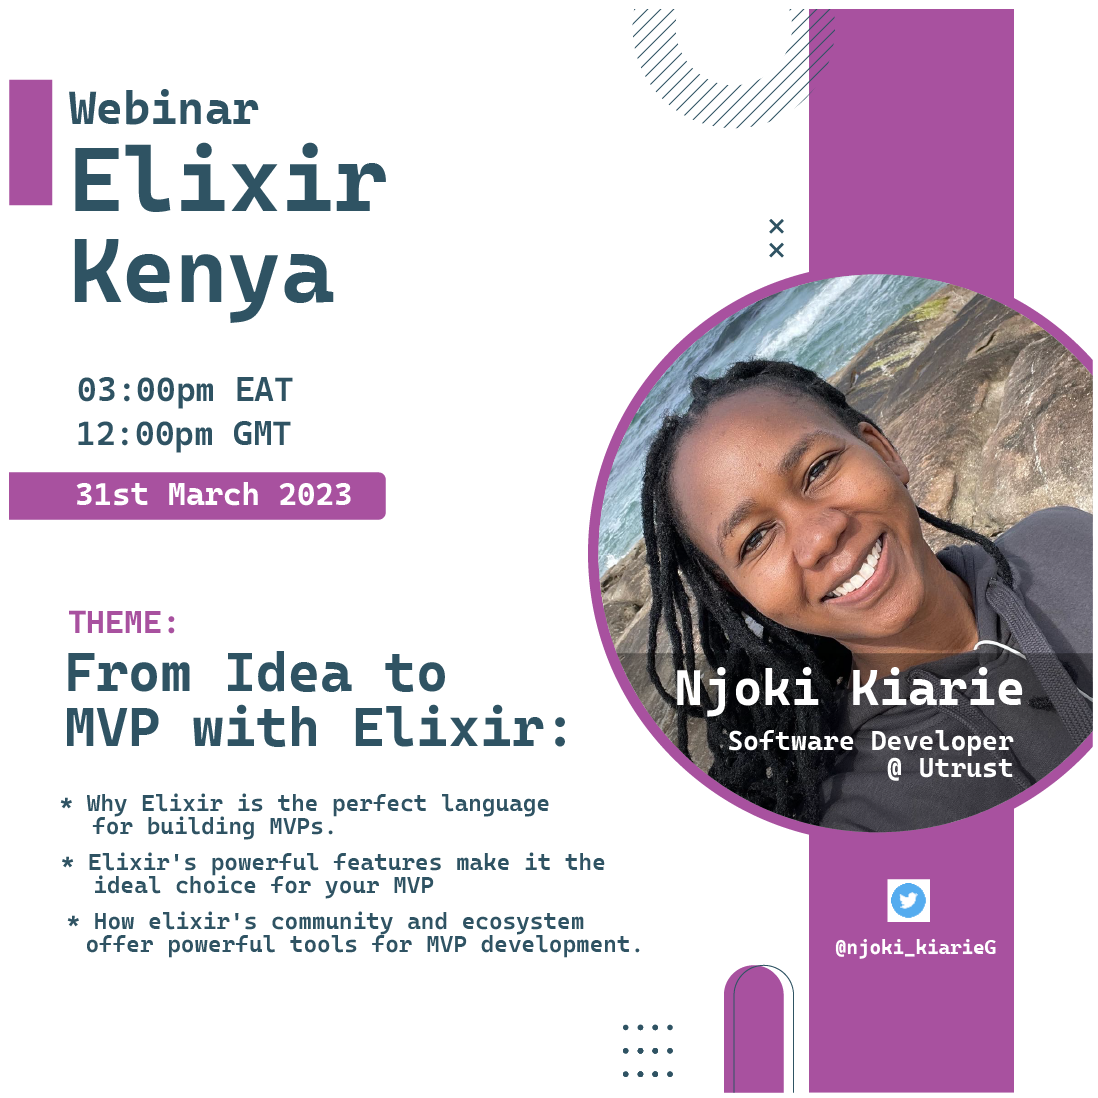 Webinar
Elixir
Kenya
03:00pm EAT
12:00pm GMT
31st March 2023
THEME:
From Idea to
MVP with Elixir:
* Why Elixir is the perfect language
for building MVPs.
* Elixir's powerful features make it the
ideal choice for your MVP
* How elixir's community and ecosystem
offer powerful tools for MVP development.
Njoki Kiarie
Software Developer
@ Utrust
@njoki_kiarieG